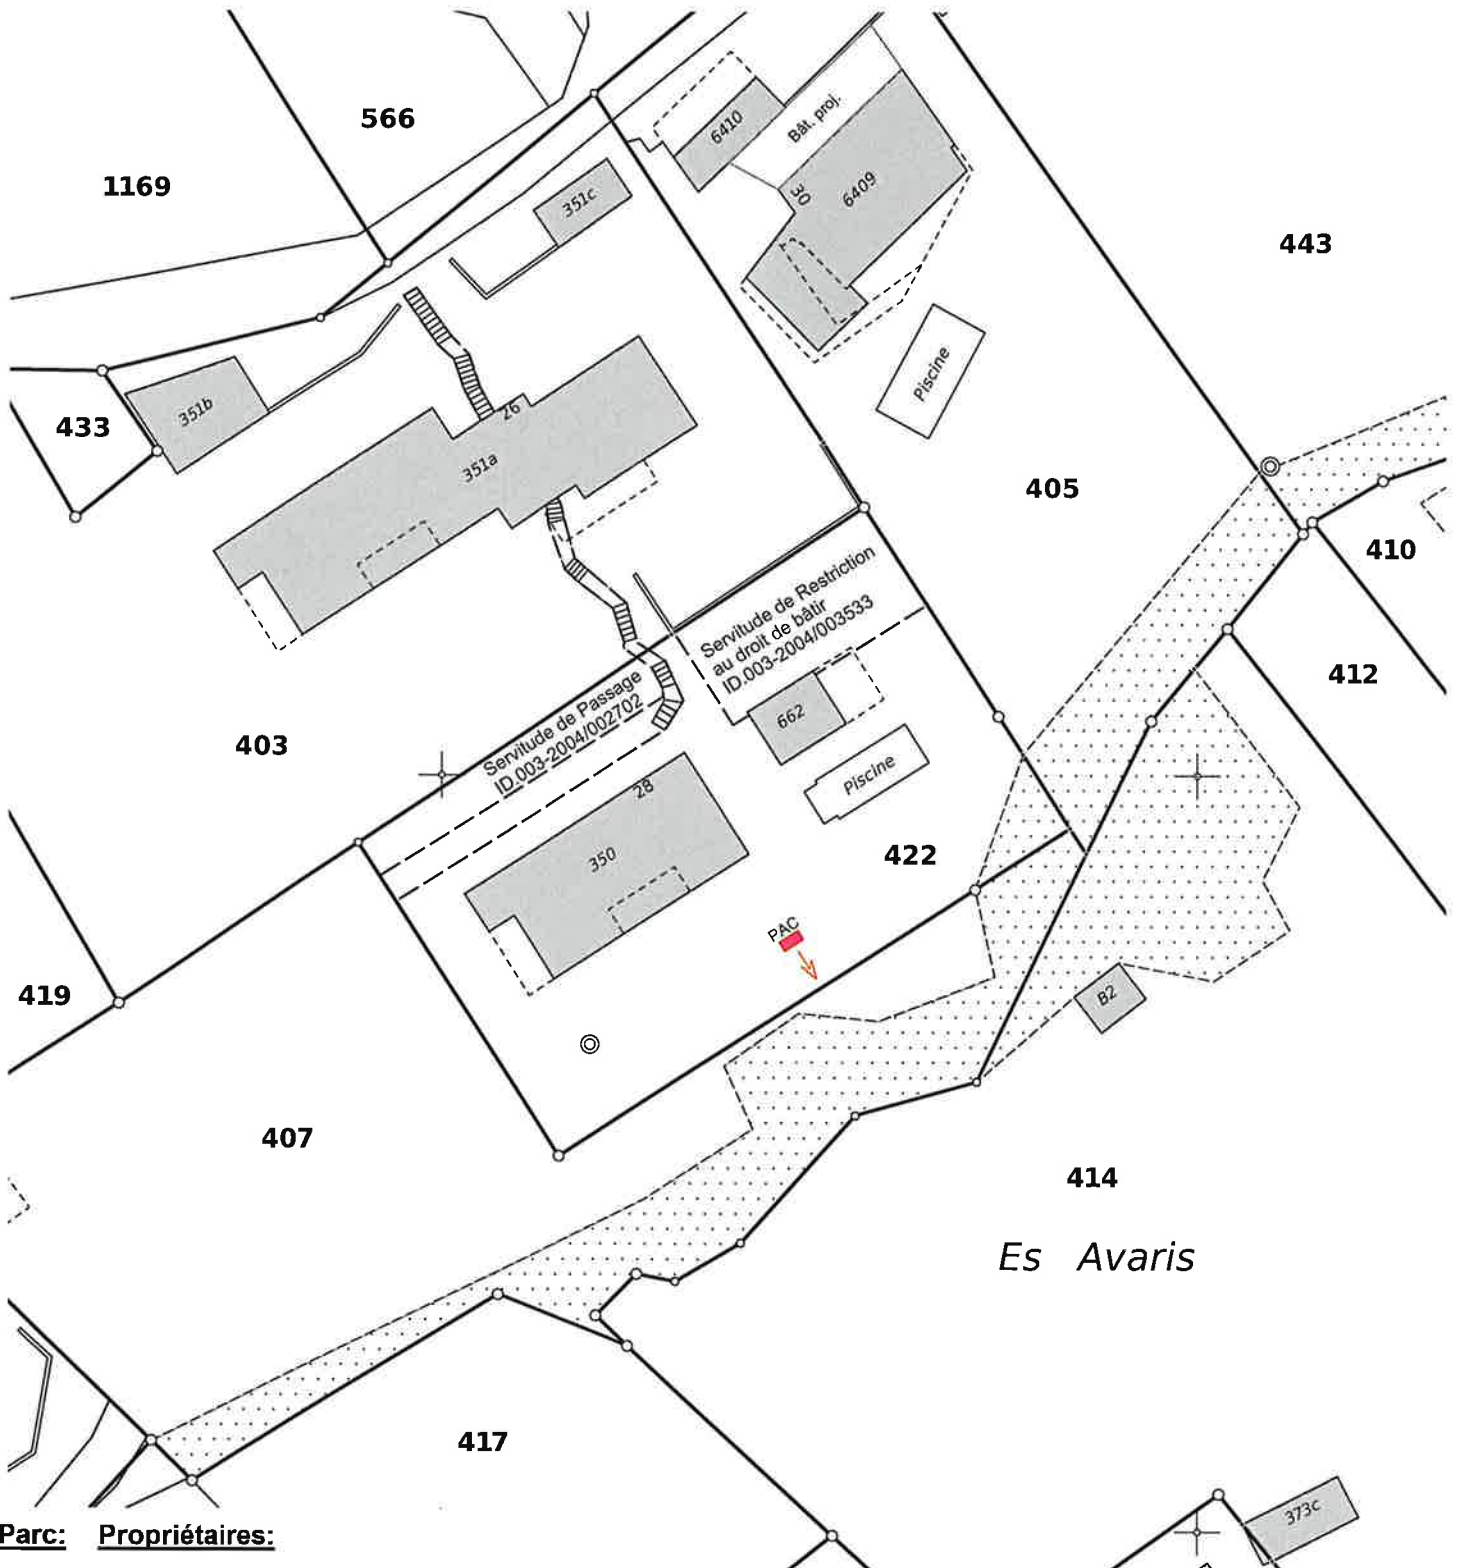 566
1169
6410
Bât. proj.
30
6409
351c
443
351b
433
26
351a
Piscine
405
410
Servitude de Restriction
au droit de bâtir
ID.003-2004/003533
412
Servitude de Passage
ID.003-2004/002702
662
403
Piscine
28
350
422
PAC
419
B2
407
414
Es Avaris
417
373c
Parc: Propriétaires: